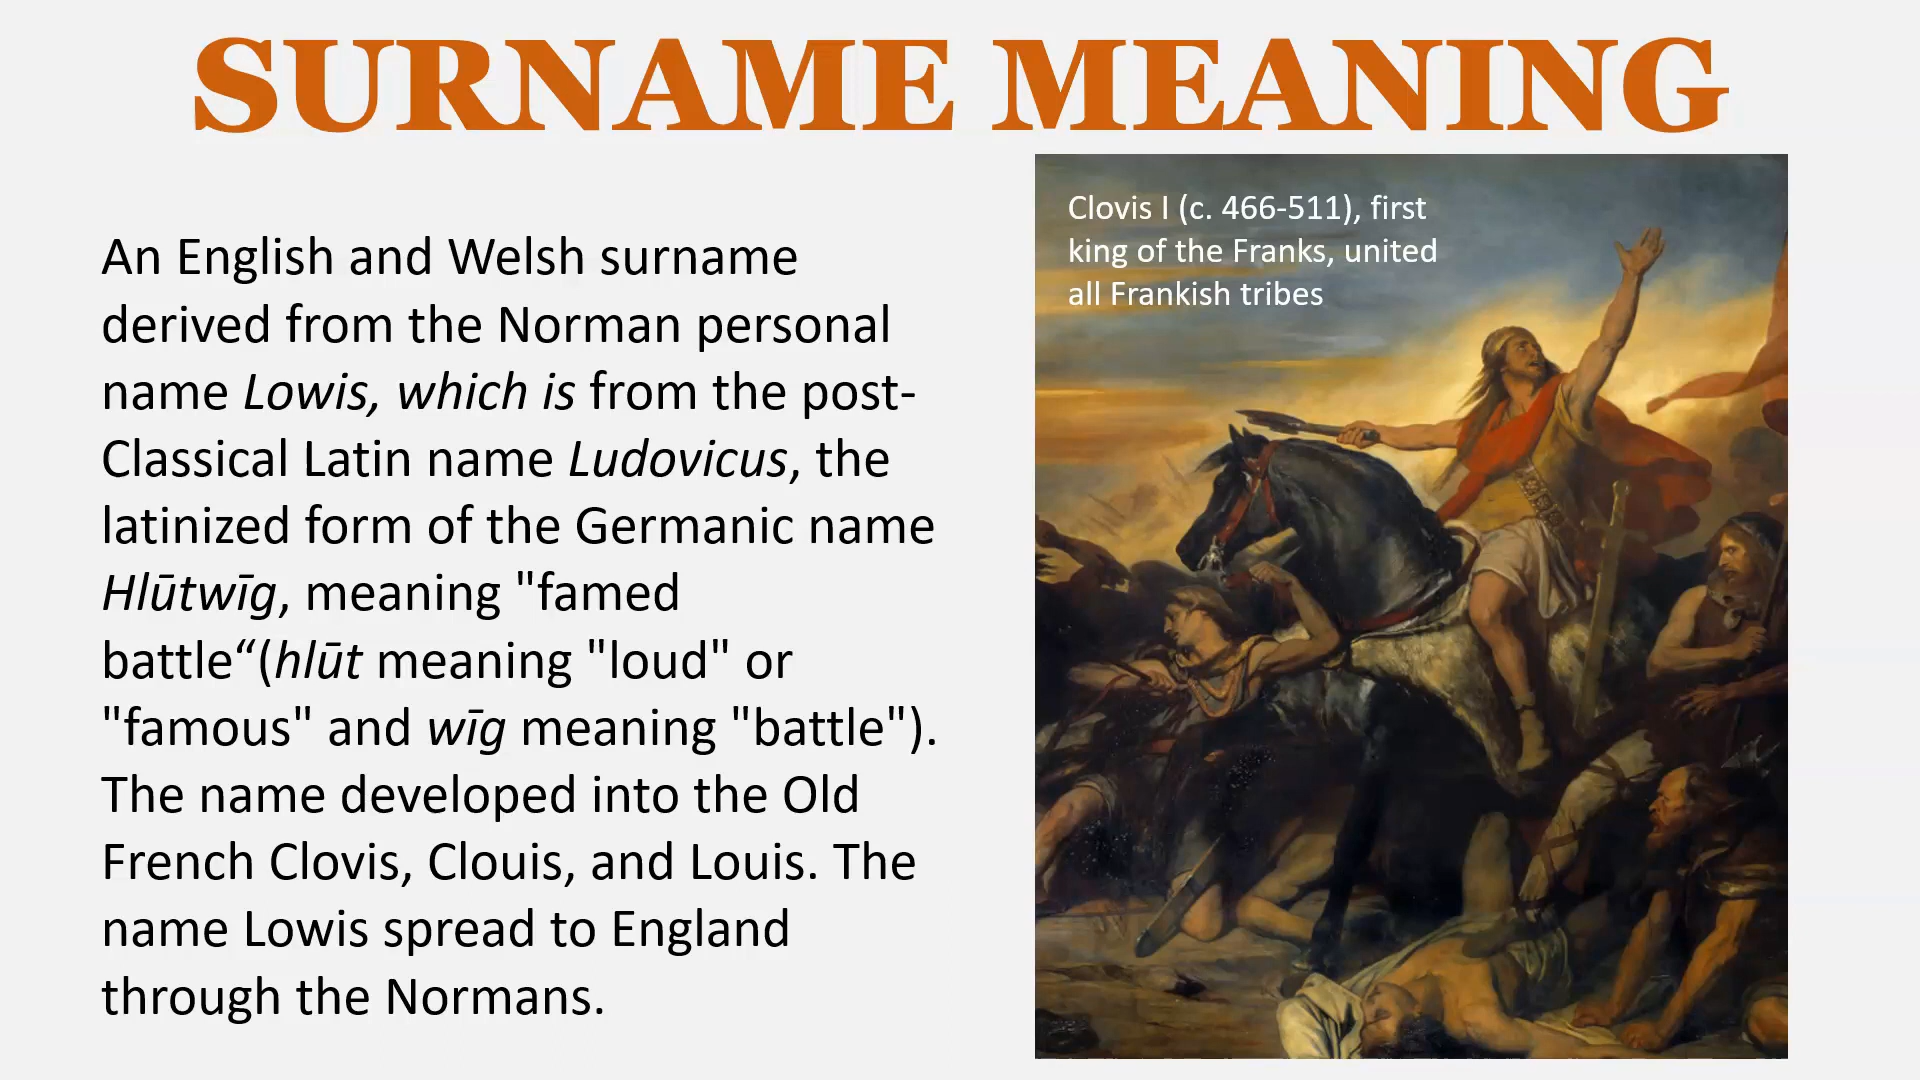 SURNAME MEANING
An English and Welsh surname
derived from the Norman personal
name Lowis, which is from the post-
Classical Latin name Ludovicus, the
latinized form of the Germanic name
Hlūtwīg, meaning "famed
battle“(hlūt meaning "loud" or
"famous" and wīg meaning "battle").
The name developed into the Old
French Clovis, Clouis, and Louis. The
name Lowis spread to England
through the Normans.
Clovis I (c. 466-511), first
king of the Franks, united
all Frankish tribes